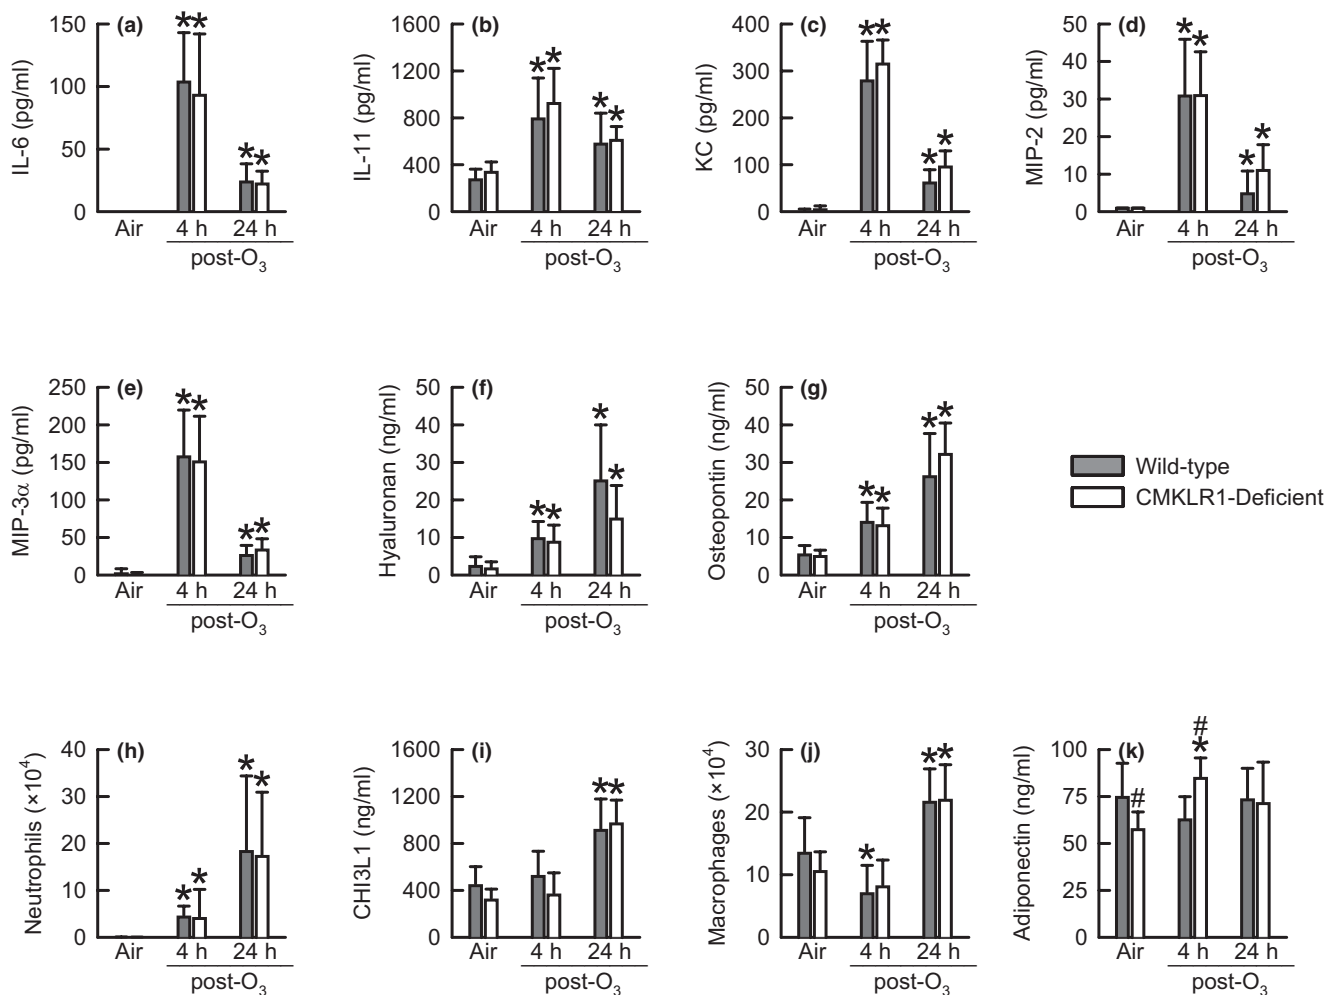 (a)
IL-6 (pg/ml)
150
100
50
0
* *
* *
Air 4 h 24 h
post-O3
(b)
IL-11 (pg/ml)
1600
1200
800
400
0
* *
* *
Air 4 h 24 h
post-O3
(c)
KC (pg/ml)
400
300
200
100
0
* *
* *
Air 4 h 24 h
post-O3
(d)
MIP-2 (pg/ml)
50
40
30
20
10
0
* *
* *
Air 4 h 24 h
post-O3
(e)
MIP-3α (pg/ml)
250
200
150
100
50
0
* *
* *
Air 4 h 24 h
post-O3
(f)
Hyaluronan (ng/ml)
50
40
30
20
10
0
* *
* *
Air 4 h 24 h
post-O3
(g)
Osteopontin (ng/ml)
50
40
30
20
10
0
* *
* *
Air 4 h 24 h
post-O3
Wild-type
CMKLR1-Deficient
(h)
Neutrophils (×10⁴)
40
30
20
10
0
* *
* *
Air 4 h 24 h
post-O3
(i)
CHI3L1 (ng/ml)
1600
1200
800
400
0
* *
Air 4 h 24 h
post-O3
(j)
Macrophages (×10⁴)
30
20
10
0
*
* *
Air 4 h 24 h
post-O3
(k)
Adiponectin (ng/ml)
100
75
50
25
0
#
#
*
Air 4 h 24 h
post-O3